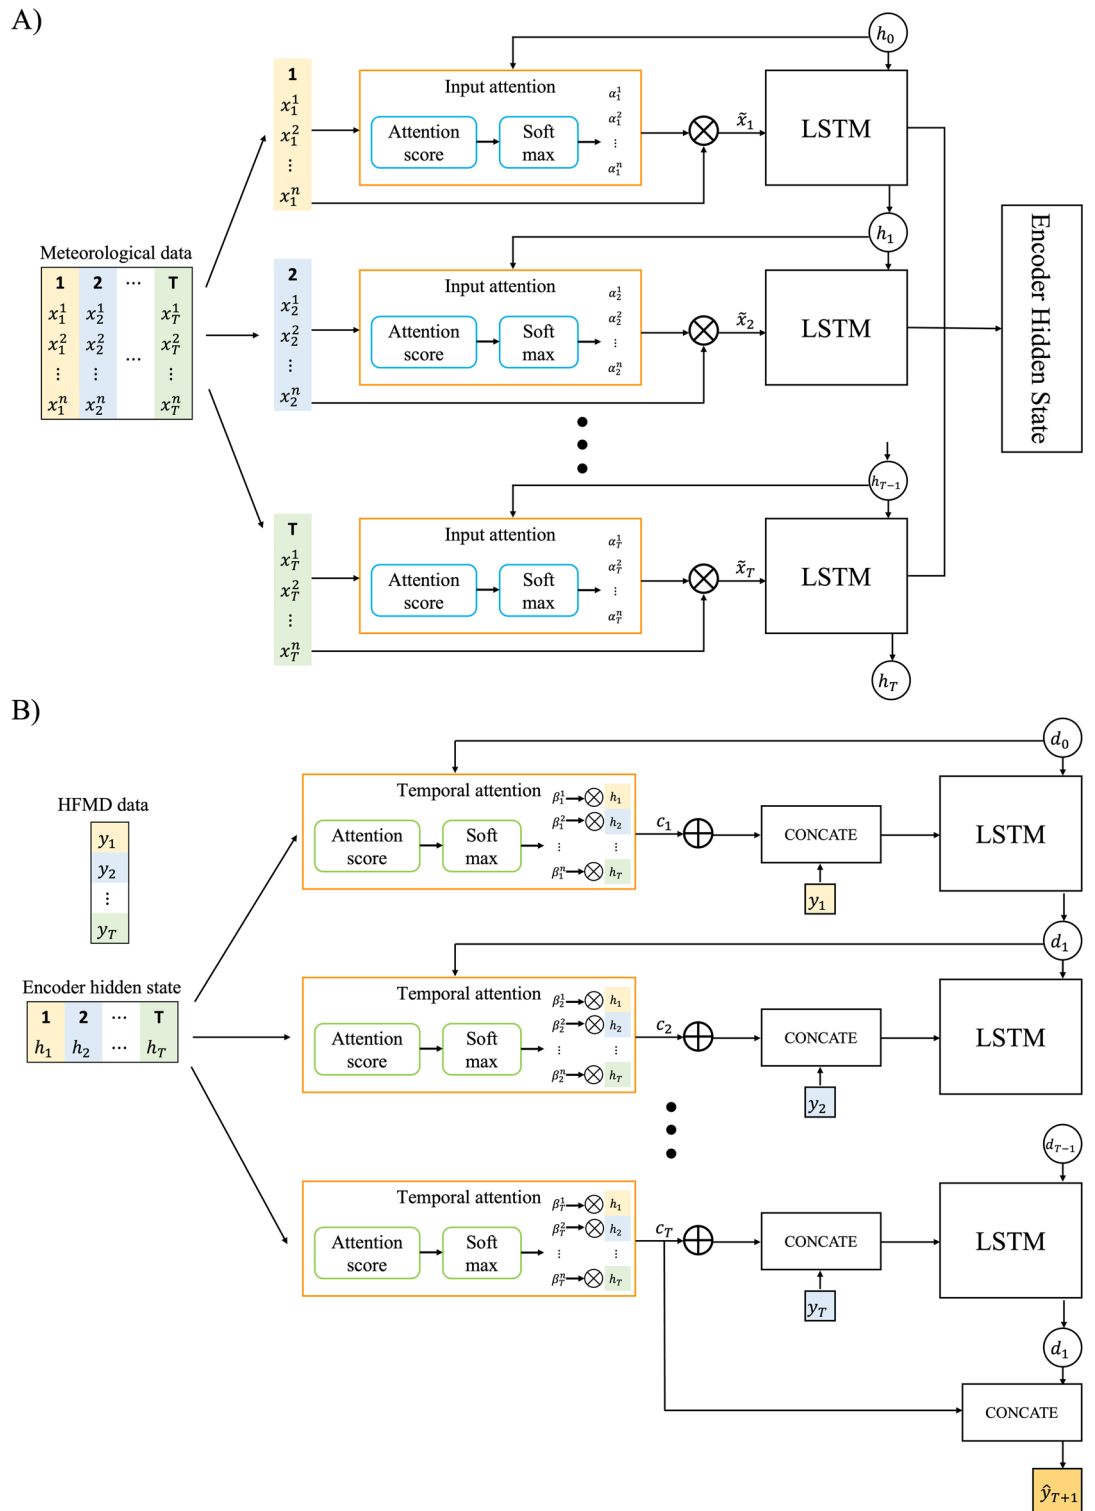 A)
h_0
1
x_1^1
x_1^2
⋮
x_1^n
Input attention
Attention score
Soft max
α_1^1
α_1^2
⋮
α_1^n
x̃_1
LSTM
h_1
Meteorological data
1 2 ⋯ T
x_1^1 x_2^1 x_T^1
x_1^2 x_2^2 ⋯ x_T^2
⋮ ⋮ ⋮
x_1^n x_2^n x_T^n
2
x_2^1
x_2^2
⋮
x_2^n
Input attention
Attention score
Soft max
α_2^1
α_2^2
⋮
α_2^n
x̃_2
LSTM
Encoder Hidden State
h_{T−1}
T
x_T^1
x_T^2
⋮
x_T^n
Input attention
Attention score
Soft max
α_T^1
α_T^2
⋮
α_T^n
x̃_T
LSTM
h_T
B)
d_0
HFMD data
y_1
y_2
⋮
y_T
Encoder hidden state
1 2 ⋯ T
h_1 h_2 ⋯ h_T
Temporal attention
Attention score
Soft max
β_1^1 h_1
β_1^2 h_2
⋮ ⋮
β_1^n h_T
c_1
CONCATE
y_1
LSTM
d_1
Temporal attention
Attention score
Soft max
β_2^1 h_1
β_2^2 h_2
⋮ ⋮
β_2^n h_T
c_2
CONCATE
y_2
LSTM
d_{T−1}
Temporal attention
Attention score
Soft max
β_T^1 h_1
β_T^2 h_2
⋮ ⋮
β_T^n h_T
c_T
CONCATE
y_T
LSTM
d_1
CONCATE
ŷ_{T+1}